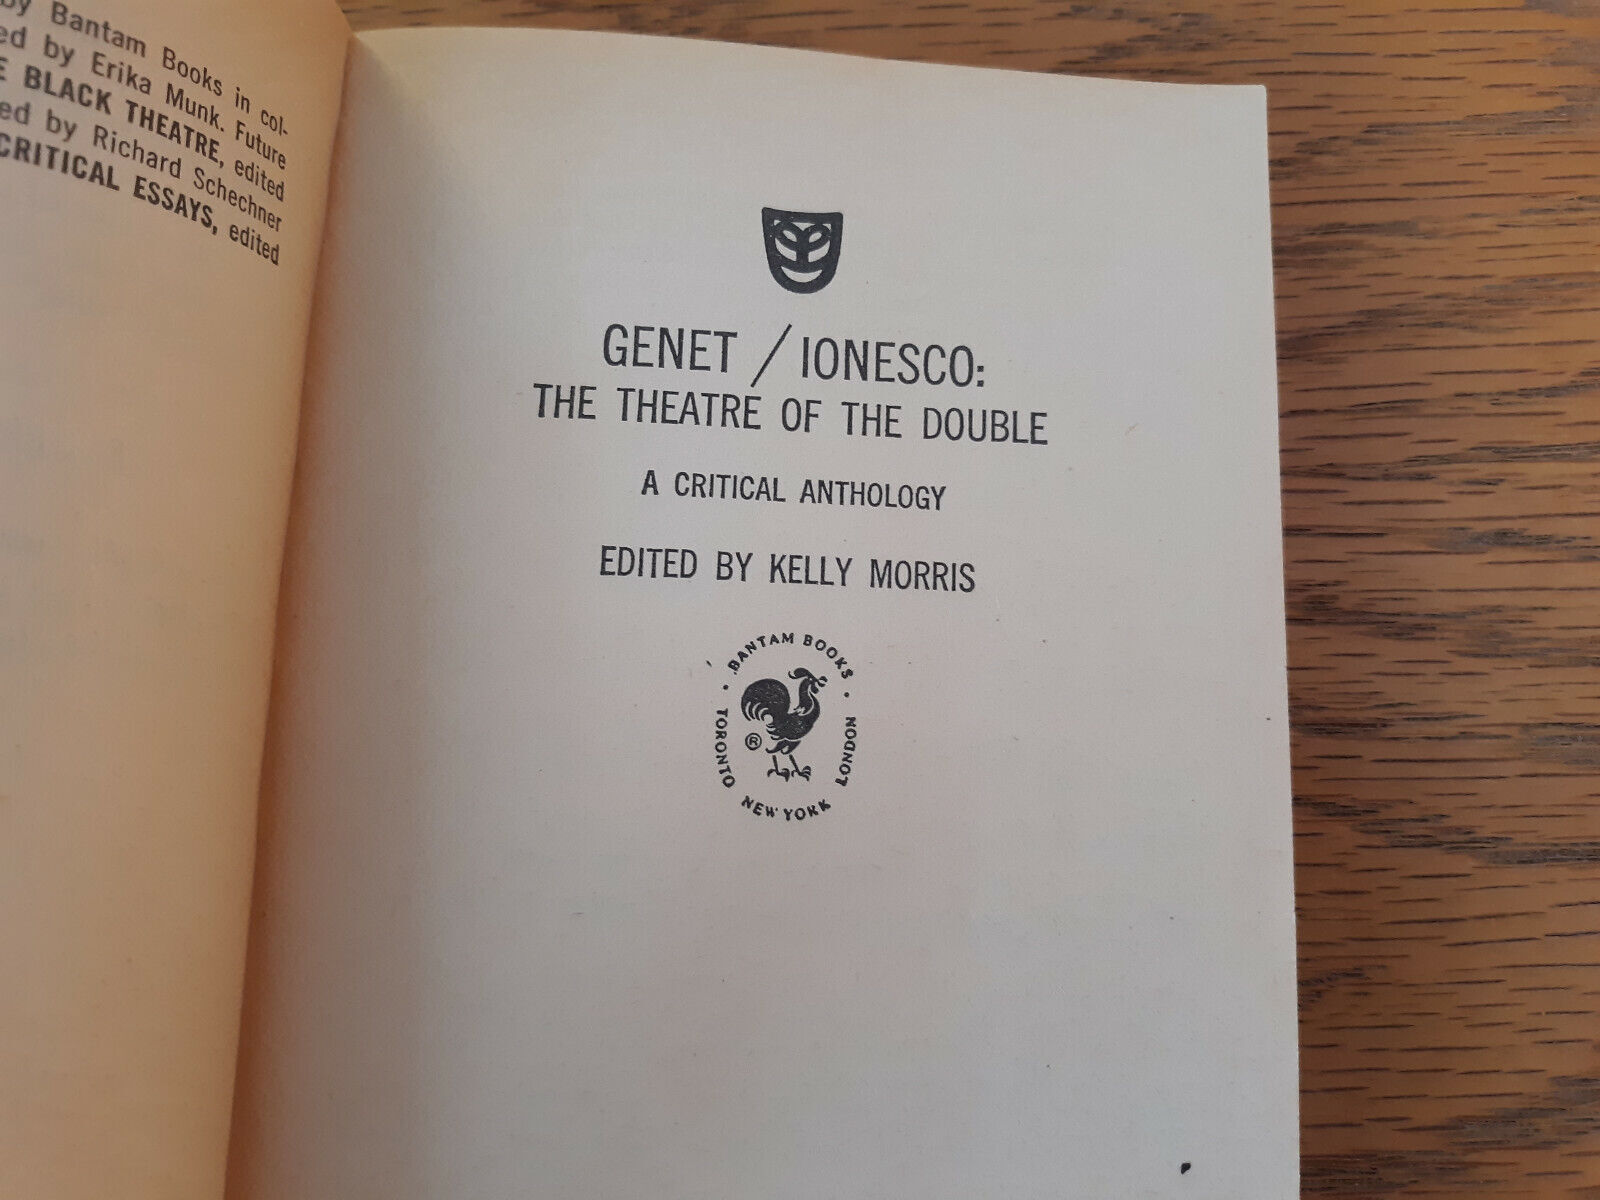 by Bantam Books in col-
ed by Erika Munk. Future
E BLACK THEATRE, edited
ed by Richard Schechner
CRITICAL ESSAYS, edited
GENET / IONESCO:
THE THEATRE OF THE DOUBLE
A CRITICAL ANTHOLOGY
EDITED BY KELLY MORRIS
BANTAM BOOKS
®
TORONTO · NEW YORK · LONDON